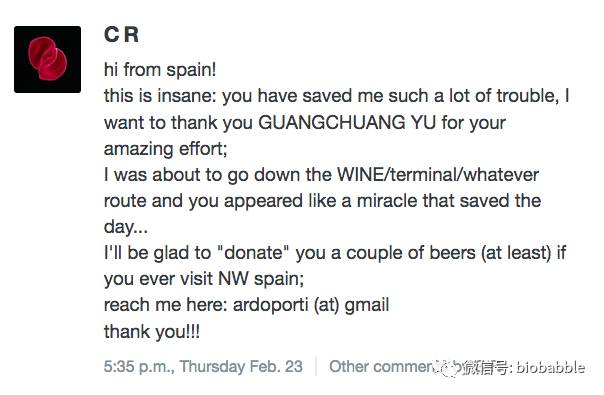 C R
hi from spain!
this is insane: you have saved me such a lot of trouble, I
want to thank you GUANGCHUANG YU for your
amazing effort;
I was about to go down the WINE/terminal/whatever
route and you appeared like a miracle that saved the
day...
I'll be glad to "donate" you a couple of beers (at least) if
you ever visit NW spain;
reach me here: ardoporti (at) gmail
thank you!!!
5:35 p.m., Thursday Feb. 23 Other comments 微信号: biobabble